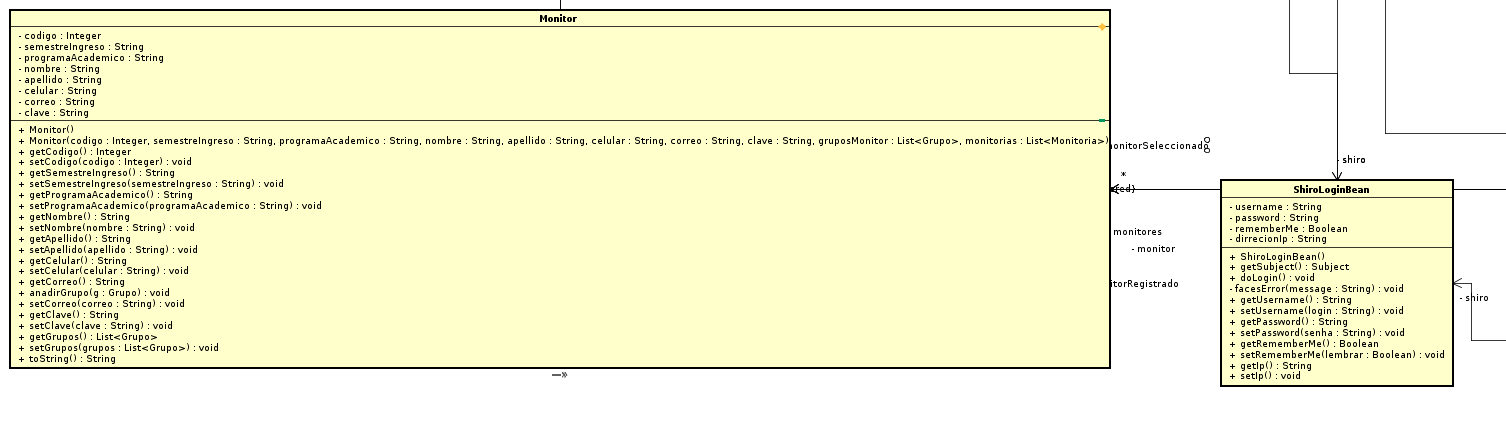 Monitor
- codigo : Integer
- semestreIngreso : String
- programaAcademico : String
- nombre : String
- apellido : String
- celular : String
- correo : String
- clave : String
+ Monitor()
+ Monitor(codigo : Integer, semestreIngreso : String, programaAcademico : String, nombre : String, apellido : String, celular : String, correo : String, clave : String, gruposMonitor : List<Grupo>, monitorias : List<Monitoria>)
+ getCodigo() : Integer
+ setCodigo(codigo : Integer) : void
+ getSemestreIngreso() : String
+ setSemestreIngreso(semestreIngreso : String) : void
+ getProgramaAcademico() : String
+ setProgramaAcademico(programaAcademico : String) : void
+ getNombre() : String
+ setNombre(nombre : String) : void
+ getApellido() : String
+ setApellido(apellido : String) : void
+ getCelular() : String
+ setCelular(celular : String) : void
+ getCorreo() : String
+ anadirGrupo(g : Grupo) : void
+ setCorreo(correo : String) : void
+ getClave() : String
+ setClave(clave : String) : void
+ getGrupos() : List<Grupo>
+ setGrupos(grupos : List<Grupo>) : void
+ toString() : String
onitorSeleccionado
*
ed}
monitores
- monitor
itorRegistrado
- shiro
ShiroLoginBean
- username : String
- password : String
- rememberMe : Boolean
- dirrecionIp : String
+ ShiroLoginBean()
+ getSubject() : Subject
+ doLogin() : void
- facesError(message : String) : void
+ getUsername() : String
+ setUsername(login : String) : void
+ getPassword() : String
+ setPassword(senha : String) : void
+ getRememberMe() : Boolean
+ setRememberMe(lembrar : Boolean) : void
+ getIp() : String
+ setIp() : void
- shiro